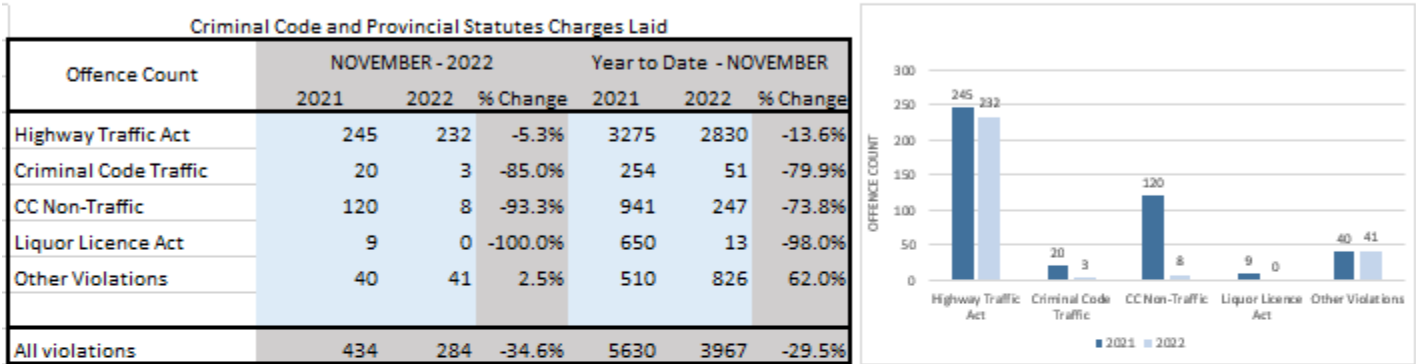 Criminal Code and Provincial Statutes Charges Laid
Offence Count NOVEMBER - 2022 Year to Date - NOVEMBER
2021 2022 % Change 2021 2022 % Change
Highway Traffic Act 245 232 -5.3% 3275 2830 -13.6%
Criminal Code Traffic 20 3 -85.0% 254 51 -79.9%
CC Non-Traffic 120 8 -93.3% 941 247 -73.8%
Liquor Licence Act 9 0 -100.0% 650 13 -98.0%
Other Violations 40 41 2.5% 510 826 62.0%
All violations 434 284 -34.6% 5630 3967 -29.5%
OFFENCE COUNT
300
250
200
150
100
50
0
245 232
20 3
120 8
9 0
40 41
Highway Traffic Criminal Code CC Non-Traffic Liquor Licence Other Violations
Act Traffic Act
2021 2022